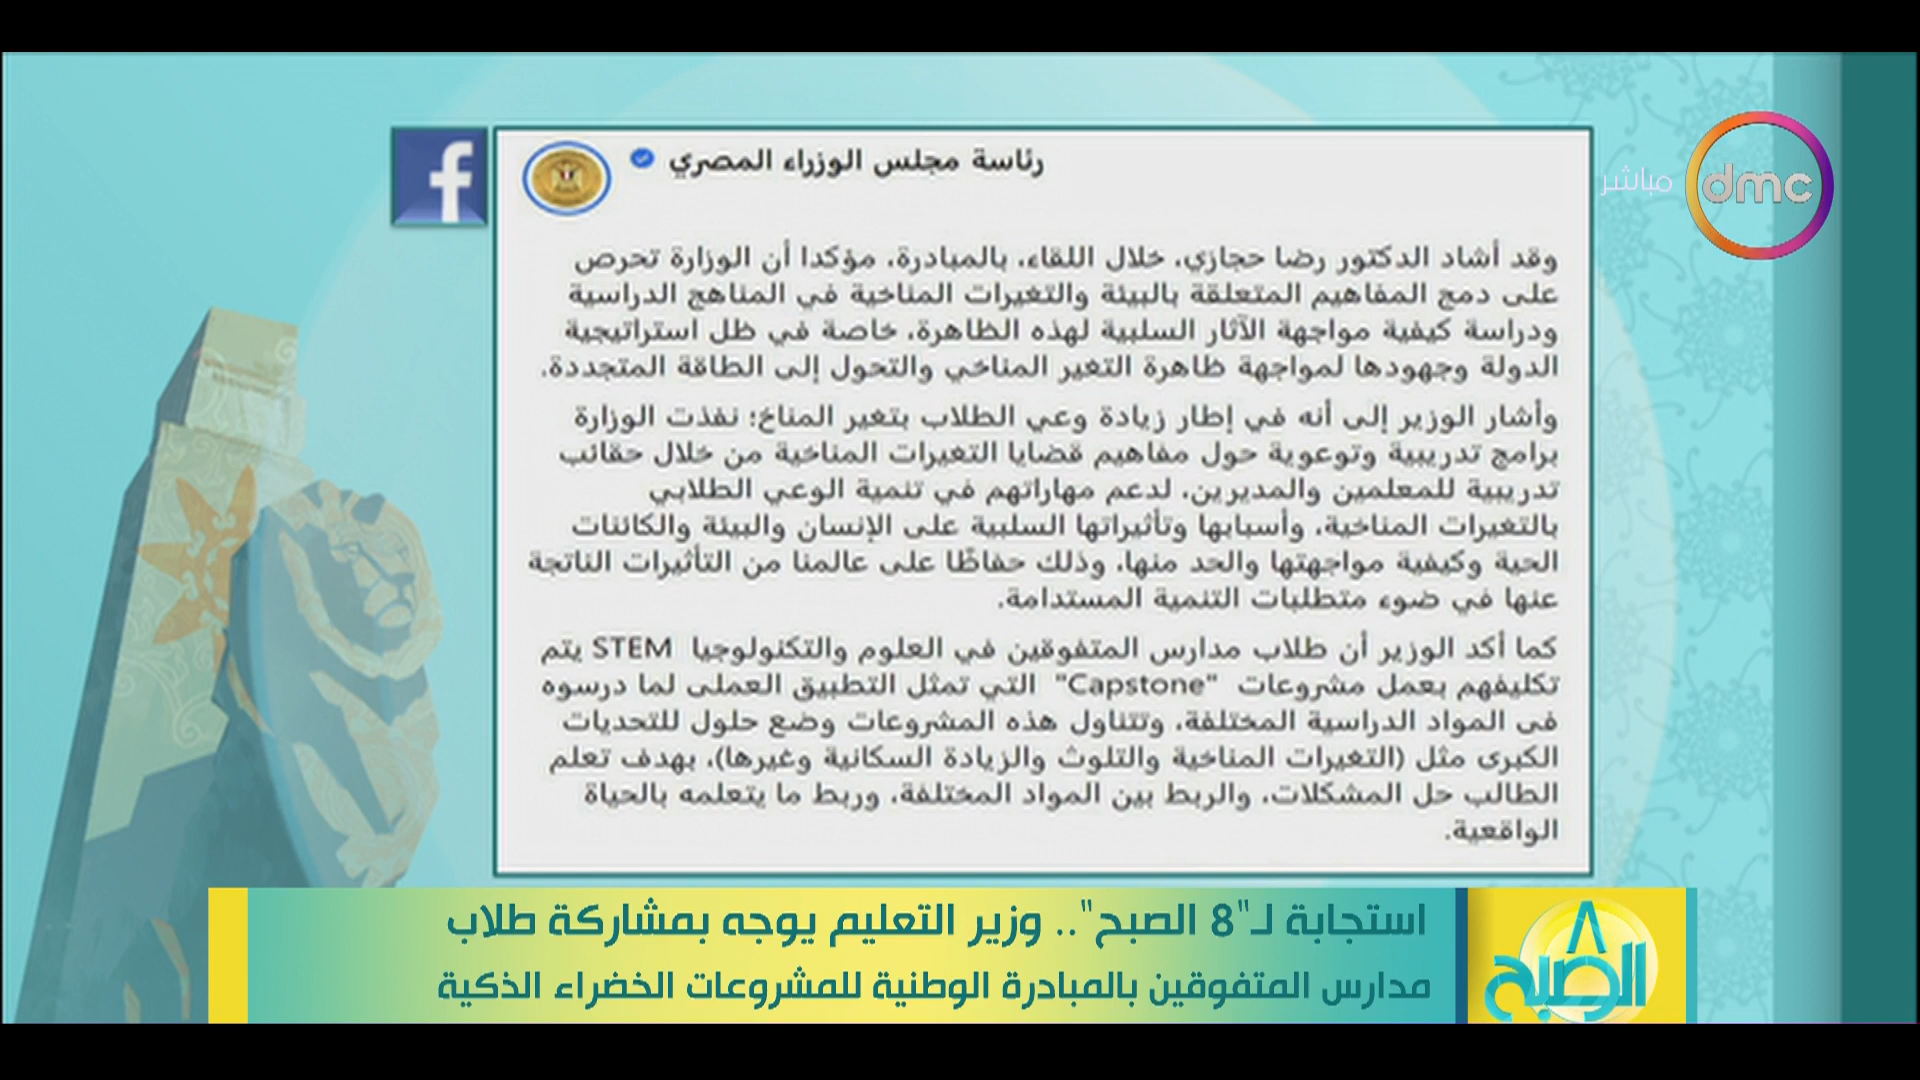 رئاسة مجلس الوزراء المصري
dmc
مباشر
وقد أشاد الدكتور رضا حجازي، خلال اللقاء، بالمبادرة، مؤكدا أن الوزارة تحرص
على دمج المفاهيم المتعلقة بالبيئة والتغيرات المناخية في المناهج الدراسية
ودراسة كيفية مواجهة الآثار السلبية لهذه الظاهرة، خاصة في ظل استراتيجية
الدولة وجهودها لمواجهة ظاهرة التغير المناخي والتحول إلى الطاقة المتجددة.
وأشار الوزير إلى أنه في إطار زيادة وعي الطلاب بتغير المناخ؛ نفذت الوزارة
برامج تدريبية وتوعوية حول مفاهيم قضايا التغيرات المناخية من خلال حقائب
تدريبية للمعلمين والمديرين، لدعم مهاراتهم في تنمية الوعي الطلابي
بالتغيرات المناخية، وأسبابها وتأثيراتها السلبية على الإنسان والبيئة والكائنات
الحية وكيفية مواجهتها والحد منها، وذلك حفاظًا على عالمنا من التأثيرات الناتجة
عنها في ضوء متطلبات التنمية المستدامة.
كما أكد الوزير أن طلاب مدارس المتفوقين في العلوم والتكنولوجيا STEM يتم
تكليفهم بعمل مشروعات "Capstone" التي تمثل التطبيق العملى لما درسوه
فى المواد الدراسية المختلفة، وتتناول هذه المشروعات وضع حلول للتحديات
الكبرى مثل (التغيرات المناخية والتلوث والزيادة السكانية وغيرها)، بهدف تعلم
الطالب حل المشكلات، والربط بين المواد المختلفة، وربط ما يتعلمه بالحياة
الواقعية.
استجابة لـ"8 الصبح".. وزير التعليم يوجه بمشاركة طلاب
مدارس المتفوقين بالمبادرة الوطنية للمشروعات الخضراء الذكية
٨
الصبح